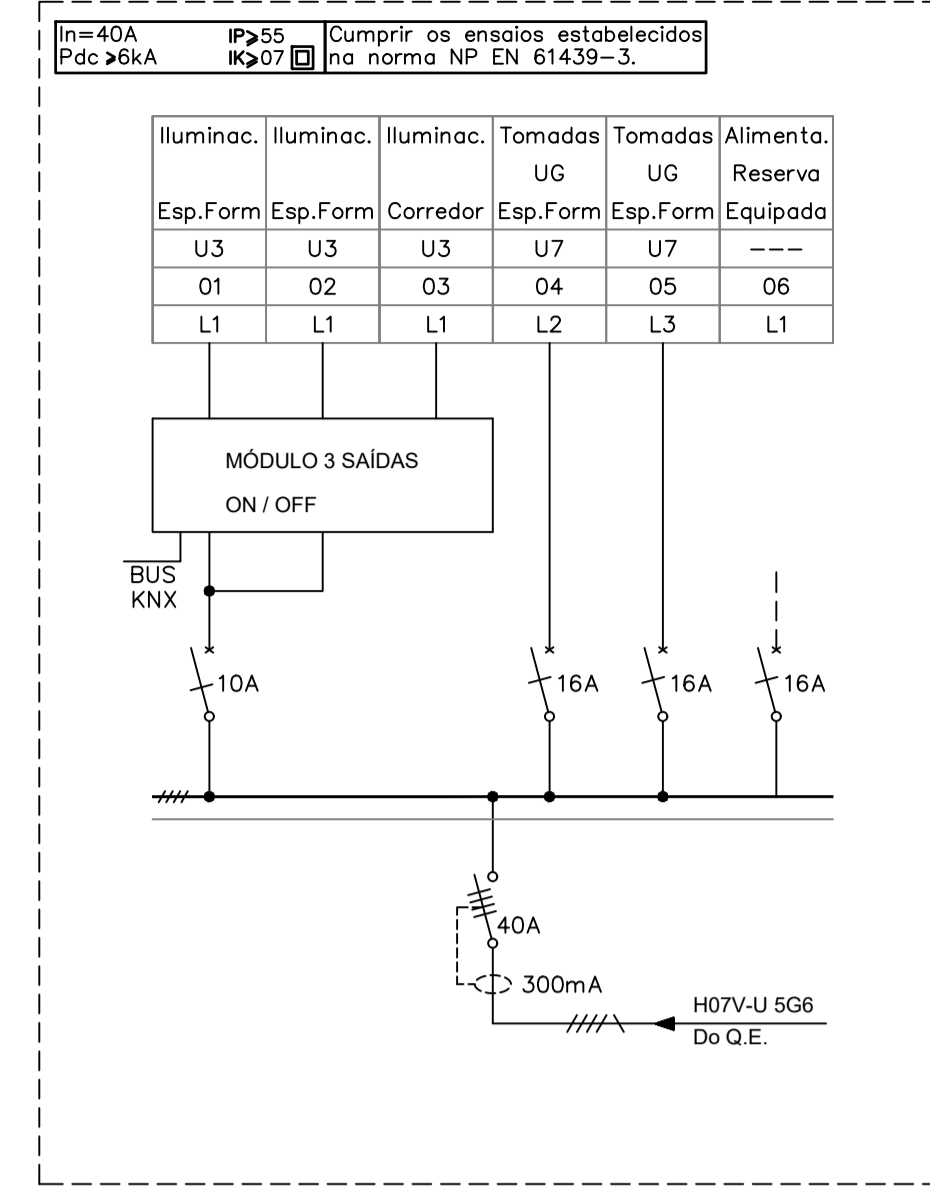 In=40A IP≥55 Cumprir os ensaios estabelecidos
Pdc ≥6kA IK≥07 na norma NP EN 61439-3.
Iluminac. Iluminac. Iluminac. Tomadas Tomadas Alimenta.
UG UG Reserva
Esp.Form Esp.Form Corredor Esp.Form Esp.Form Equipada
U3 U3 U3 U7 U7 ---
01 02 03 04 05 06
L1 L1 L1 L2 L3 L1
MÓDULO 3 SAÍDAS
ON / OFF
BUS
KNX
10A 16A 16A 16A
40A
300mA
H07V-U 5G6
Do Q.E.